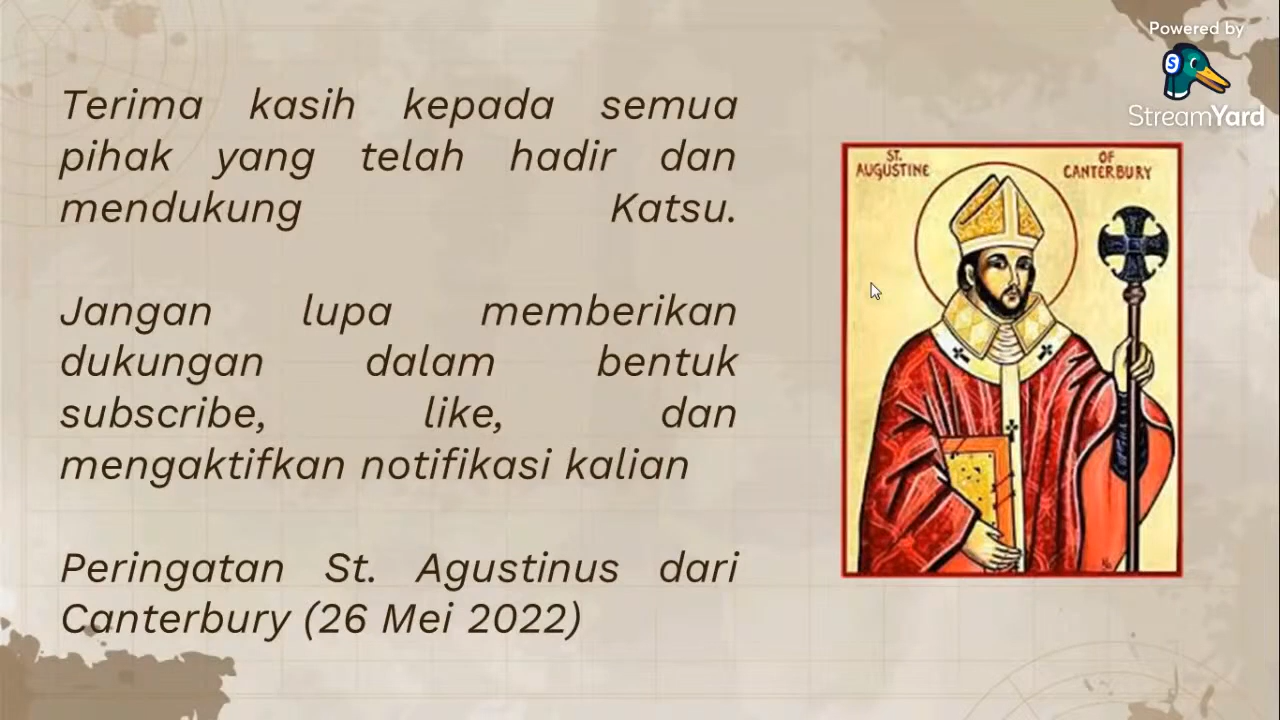 Terima kasih kepada semua
pihak yang telah hadir dan
mendukung Katsu.
Jangan lupa memberikan
dukungan dalam bentuk
subscribe, like, dan
mengaktifkan notifikasi kalian
Peringatan St. Agustinus dari
Canterbury (26 Mei 2022)
Powered by
S
StreamYard
ST.
AUGUSTINE
OF
CANTERBURY